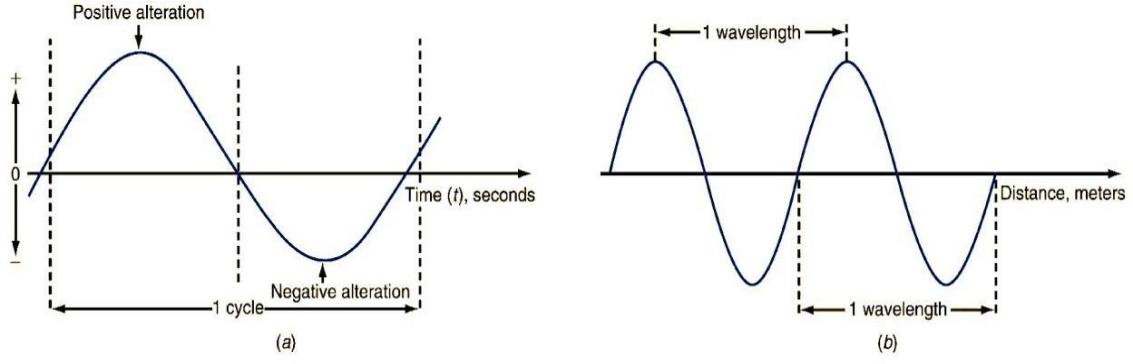 Positive alteration
+
0
−
Time (t), seconds
Negative alteration
1 cycle
(a)
1 wavelength
Distance, meters
1 wavelength
(b)